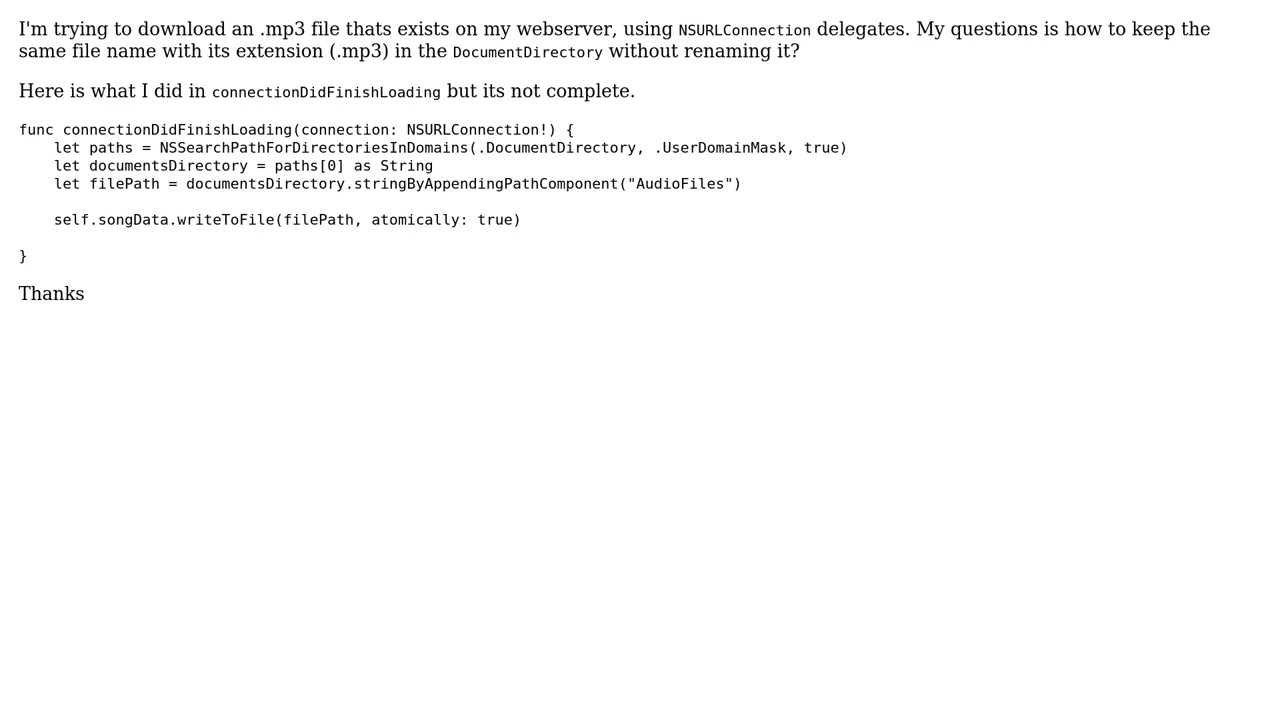 I'm trying to download an .mp3 file thats exists on my webserver, using NSURLConnection delegates. My questions is how to keep the
same file name with its extension (.mp3) in the DocumentDirectory without renaming it?
Here is what I did in connectionDidFinishLoading but its not complete.
func connectionDidFinishLoading(connection: NSURLConnection!) {
    let paths = NSSearchPathForDirectoriesInDomains(.DocumentDirectory, .UserDomainMask, true)
    let documentsDirectory = paths[0] as String
    let filePath = documentsDirectory.stringByAppendingPathComponent("AudioFiles")
    self.songData.writeToFile(filePath, atomically: true)
}
Thanks